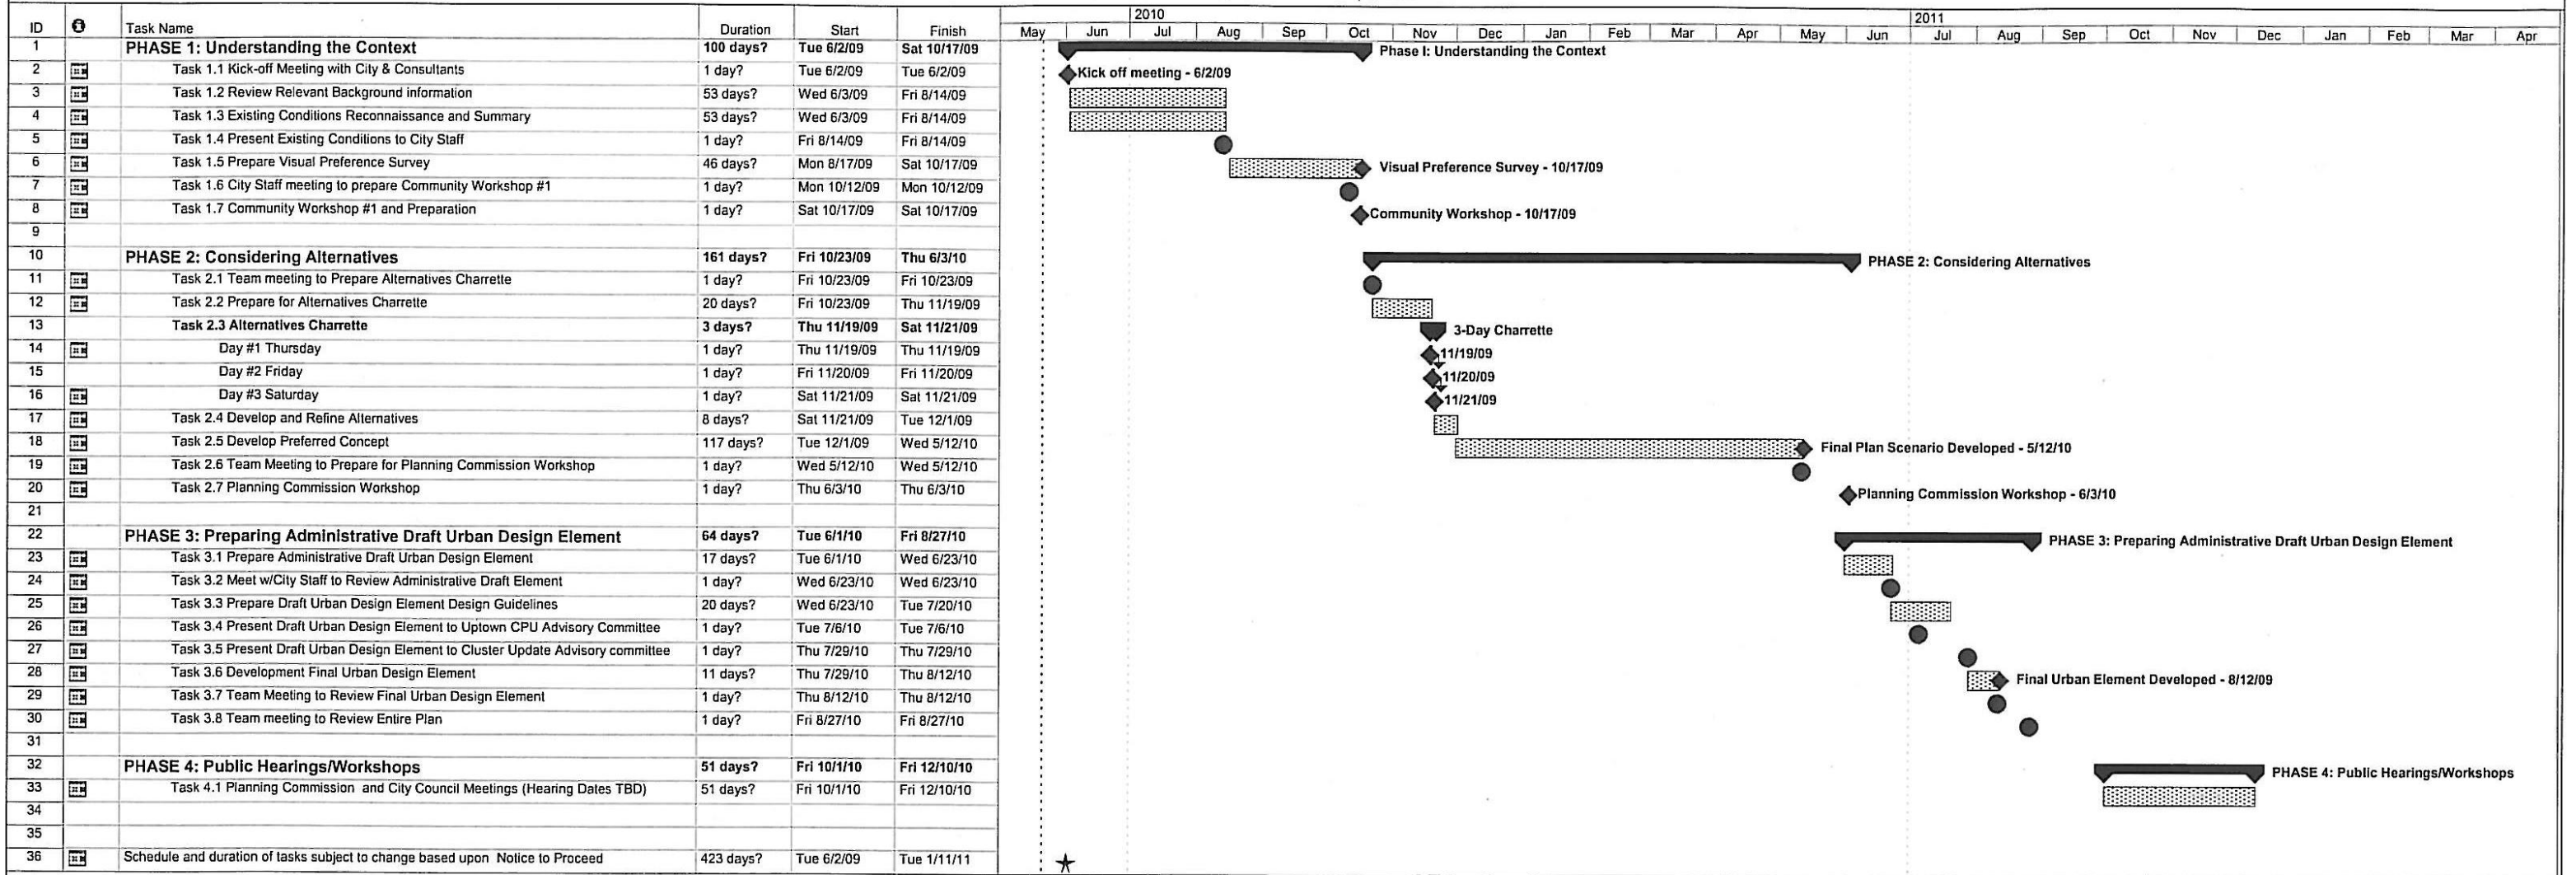 2010 2011
ID Task Name Duration Start Finish May Jun Jul Aug Sep Oct Nov Dec Jan Feb Mar Apr May Jun Jul Aug Sep Oct Nov Dec Jan Feb Mar Apr
1 PHASE 1: Understanding the Context 100 days? Tue 6/2/09 Sat 10/17/09 Phase I: Understanding the Context
2 Task 1.1 Kick-off Meeting with City & Consultants 1 day? Tue 6/2/09 Tue 6/2/09 Kick off meeting - 6/2/09
3 Task 1.2 Review Relevant Background information 53 days? Wed 6/3/09 Fri 8/14/09
4 Task 1.3 Existing Conditions Reconnaissance and Summary 53 days? Wed 6/3/09 Fri 8/14/09
5 Task 1.4 Present Existing Conditions to City Staff 1 day? Fri 8/14/09 Fri 8/14/09
6 Task 1.5 Prepare Visual Preference Survey 46 days? Mon 8/17/09 Sat 10/17/09 Visual Preference Survey - 10/17/09
7 Task 1.6 City Staff meeting to prepare Community Workshop #1 1 day? Mon 10/12/09 Mon 10/12/09
8 Task 1.7 Community Workshop #1 and Preparation 1 day? Sat 10/17/09 Sat 10/17/09 Community Workshop - 10/17/09
9
10 PHASE 2: Considering Alternatives 161 days? Fri 10/23/09 Thu 6/3/10 PHASE 2: Considering Alternatives
11 Task 2.1 Team meeting to Prepare Alternatives Charrette 1 day? Fri 10/23/09 Fri 10/23/09
12 Task 2.2 Prepare for Alternatives Charrette 20 days? Fri 10/23/09 Thu 11/19/09
13 Task 2.3 Alternatives Charrette 3 days? Thu 11/19/09 Sat 11/21/09 3-Day Charrette
14 Day #1 Thursday 1 day? Thu 11/19/09 Thu 11/19/09 11/19/09
15 Day #2 Friday 1 day? Fri 11/20/09 Fri 11/20/09 11/20/09
16 Day #3 Saturday 1 day? Sat 11/21/09 Sat 11/21/09 11/21/09
17 Task 2.4 Develop and Refine Alternatives 8 days? Sat 11/21/09 Tue 12/1/09
18 Task 2.5 Develop Preferred Concept 117 days? Tue 12/1/09 Wed 5/12/10 Final Plan Scenario Developed - 5/12/10
19 Task 2.6 Team Meeting to Prepare for Planning Commission Workshop 1 day? Wed 5/12/10 Wed 5/12/10
20 Task 2.7 Planning Commission Workshop 1 day? Thu 6/3/10 Thu 6/3/10 Planning Commission Workshop - 6/3/10
21
22 PHASE 3: Preparing Administrative Draft Urban Design Element 64 days? Tue 6/1/10 Fri 8/27/10 PHASE 3: Preparing Administrative Draft Urban Design Element
23 Task 3.1 Prepare Administrative Draft Urban Design Element 17 days? Tue 6/1/10 Wed 6/23/10
24 Task 3.2 Meet w/City Staff to Review Administrative Draft Element 1 day? Wed 6/23/10 Wed 6/23/10
25 Task 3.3 Prepare Draft Urban Design Element Design Guidelines 20 days? Wed 6/23/10 Tue 7/20/10
26 Task 3.4 Present Draft Urban Design Element to Uptown CPU Advisory Committee 1 day? Tue 7/6/10 Tue 7/6/10
27 Task 3.5 Present Draft Urban Design Element to Cluster Update Advisory committee 1 day? Thu 7/29/10 Thu 7/29/10
28 Task 3.6 Development Final Urban Design Element 11 days? Thu 7/29/10 Thu 8/12/10 Final Urban Element Developed - 8/12/09
29 Task 3.7 Team Meeting to Review Final Urban Design Element 1 day? Thu 8/12/10 Thu 8/12/10
30 Task 3.8 Team meeting to Review Entire Plan 1 day? Fri 8/27/10 Fri 8/27/10
31
32 PHASE 4: Public Hearings/Workshops 51 days? Fri 10/1/10 Fri 12/10/10 PHASE 4: Public Hearings/Workshops
33 Task 4.1 Planning Commission and City Council Meetings (Hearing Dates TBD) 51 days? Fri 10/1/10 Fri 12/10/10
34
35
36 Schedule and duration of tasks subject to change based upon Notice to Proceed 423 days? Tue 6/2/09 Tue 1/11/11